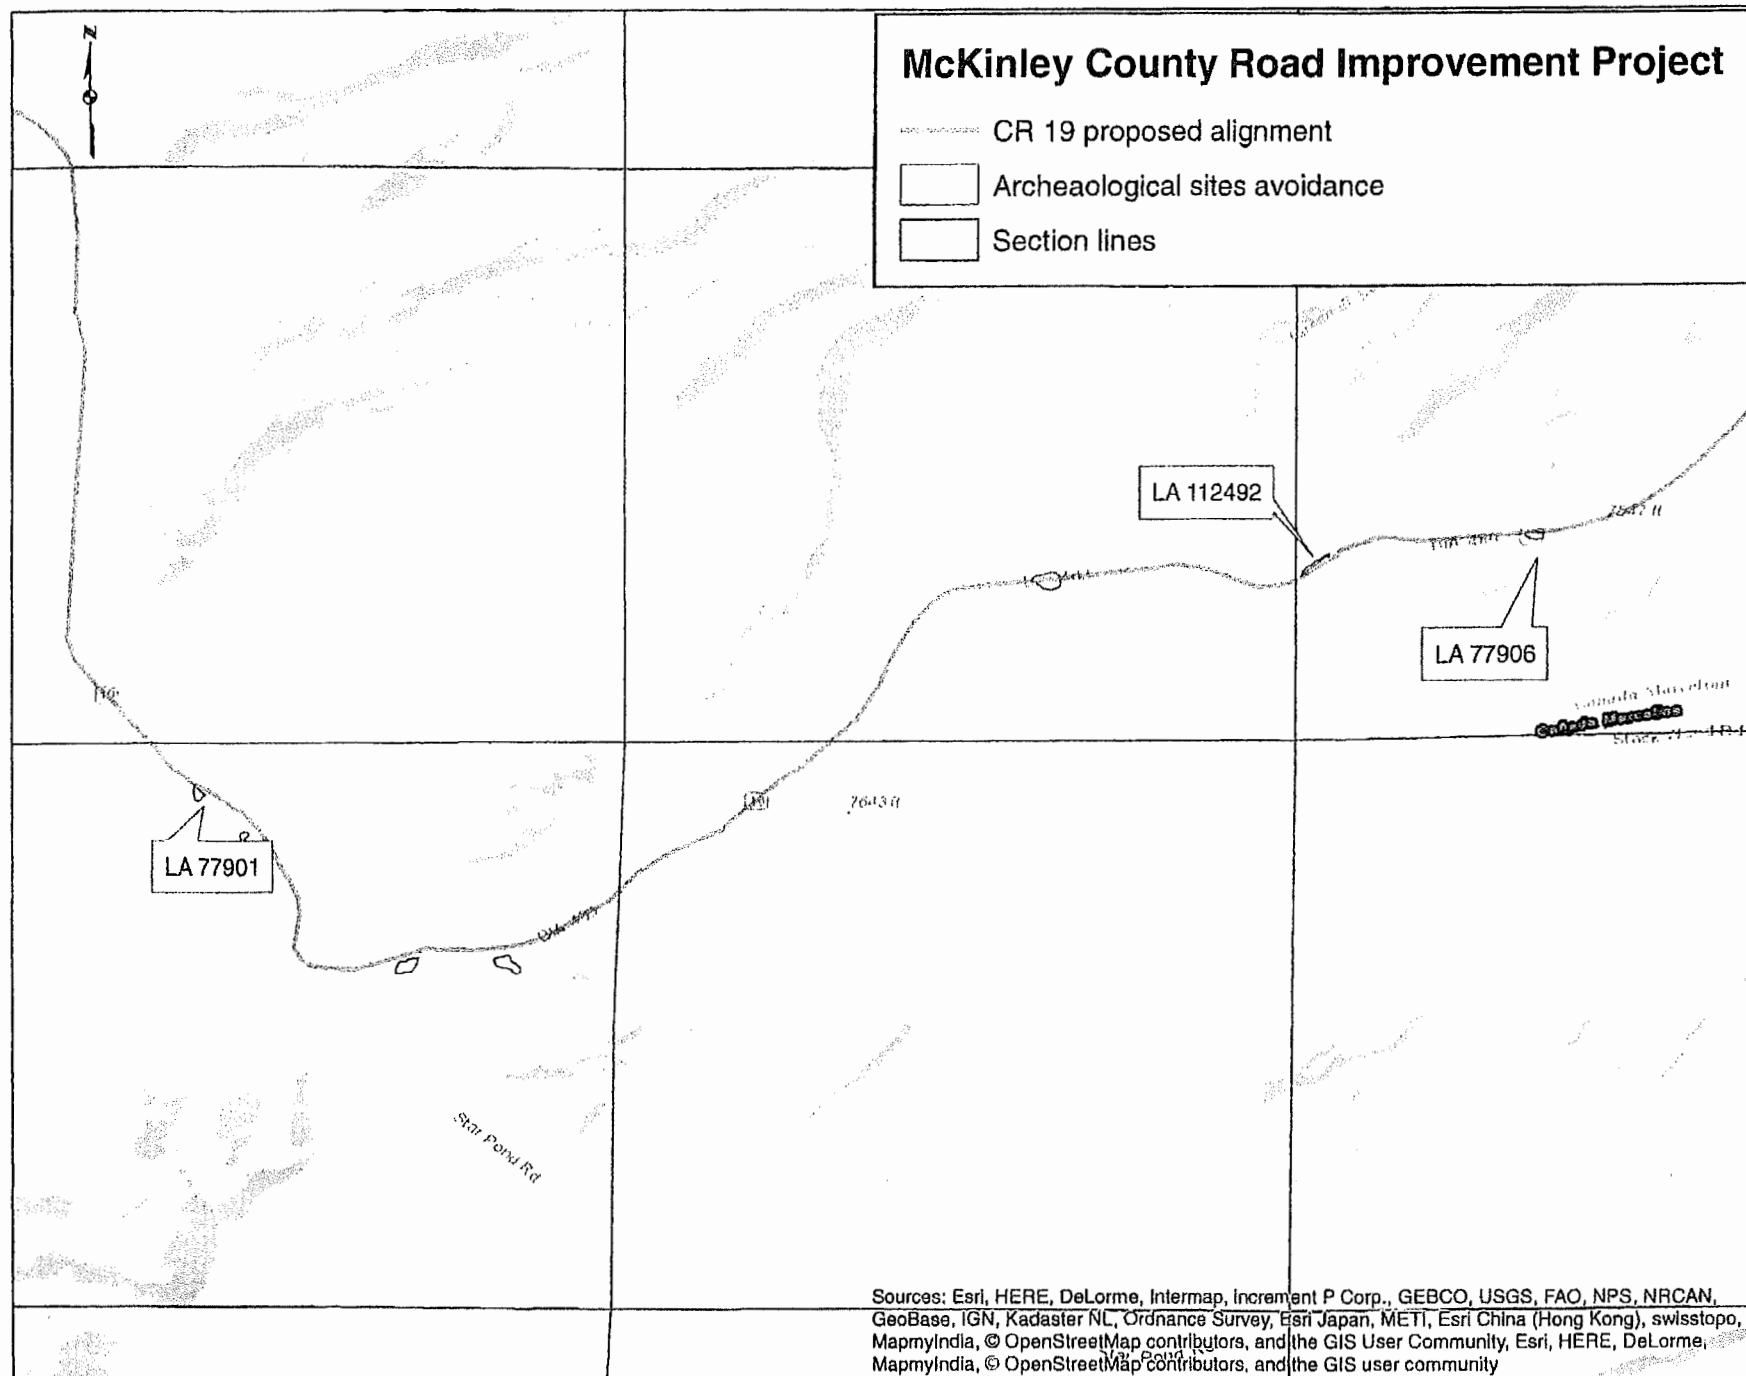 N
McKinley County Road Improvement Project
CR 19 proposed alignment
Archeaological sites avoidance
Section lines
LA 112492
LA 77906
Cañada Marcelina
19
7643 ft
LA 77901
Star Pond Rd
Sources: Esri, HERE, DeLorme, Intermap, increment P Corp., GEBCO, USGS, FAO, NPS, NRCAN,
GeoBase, IGN, Kadaster NL, Ordnance Survey, Esri Japan, METI, Esri China (Hong Kong), swisstopo,
MapmyIndia, © OpenStreetMap contributors, and the GIS User Community, Esri, HERE, DeLorme,
MapmyIndia, © OpenStreetMap contributors, and the GIS user community